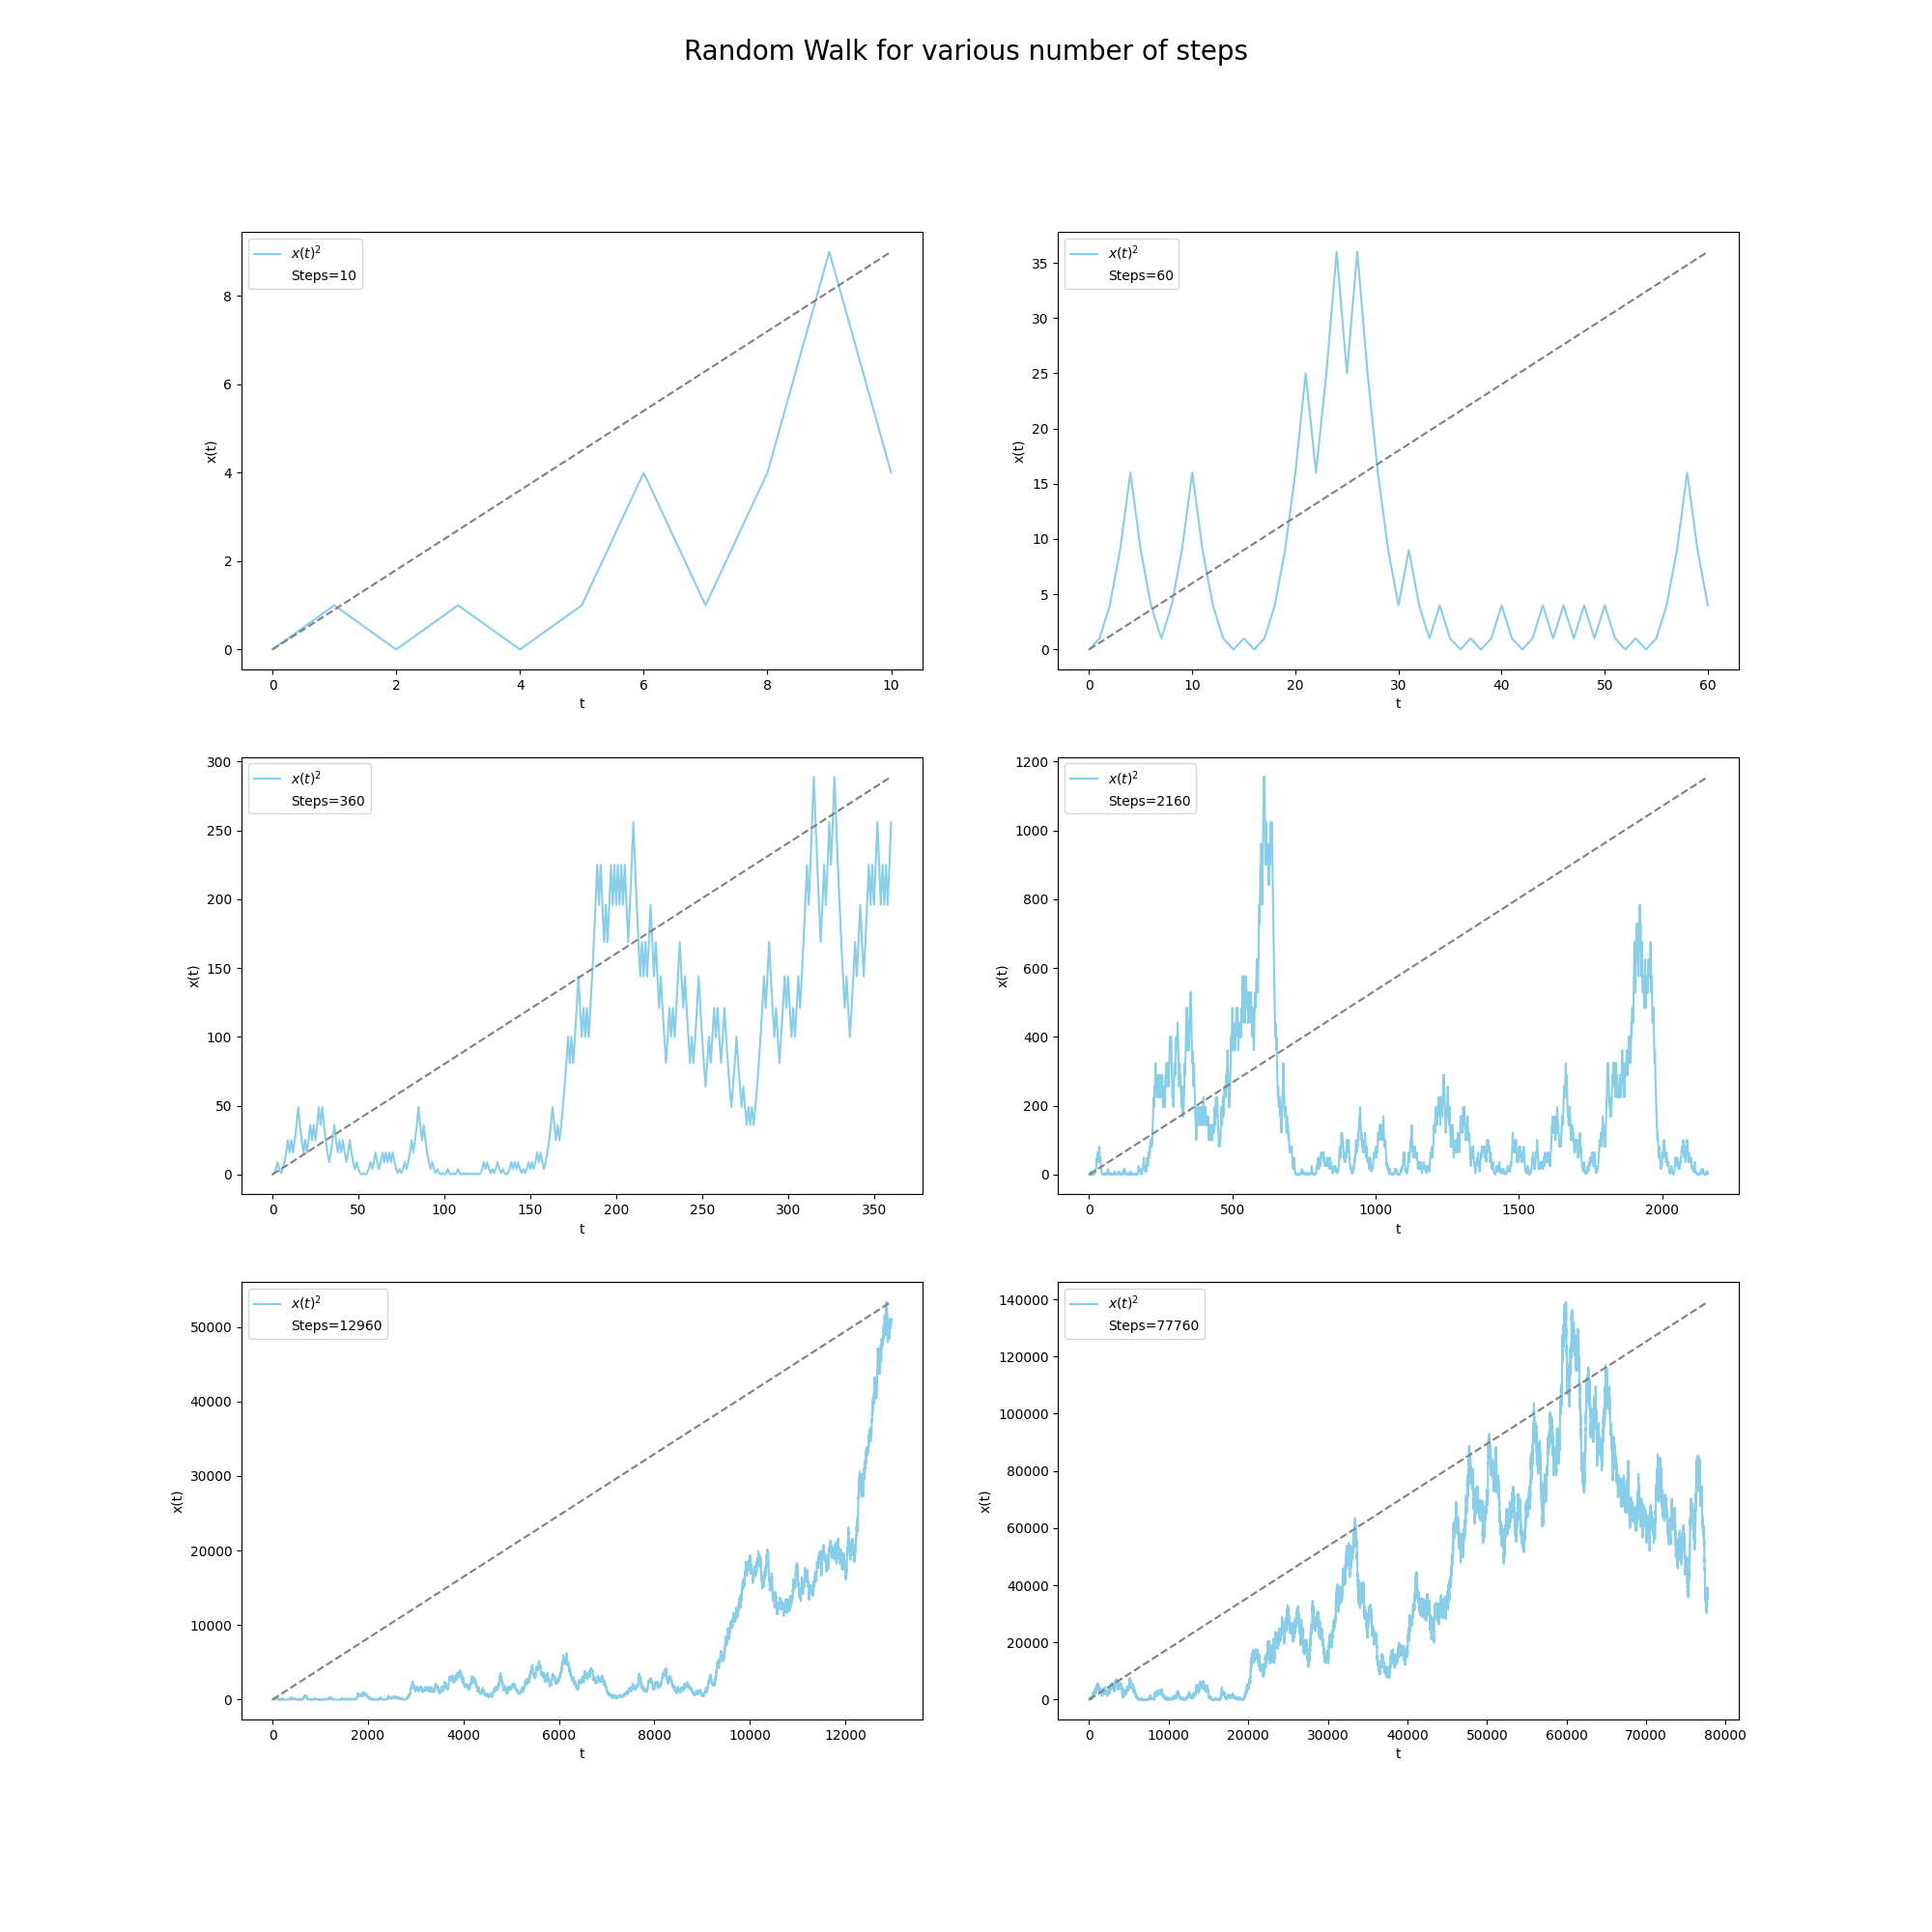 Random Walk for various number of steps
x(t)²
Steps=10
8
6
4
2
0
x(t)
0 2 4 6 8 10
t
x(t)²
Steps=60
35
30
25
20
15
10
5
0
x(t)
0 10 20 30 40 50 60
t
x(t)²
Steps=360
300
250
200
150
100
50
0
x(t)
0 50 100 150 200 250 300 350
t
x(t)²
Steps=2160
1200
1000
800
600
400
200
0
x(t)
0 500 1000 1500 2000
t
x(t)²
Steps=12960
50000
40000
30000
20000
10000
0
x(t)
0 2000 4000 6000 8000 10000 12000
t
x(t)²
Steps=77760
140000
120000
100000
80000
60000
40000
20000
0
x(t)
0 10000 20000 30000 40000 50000 60000 70000 80000
t